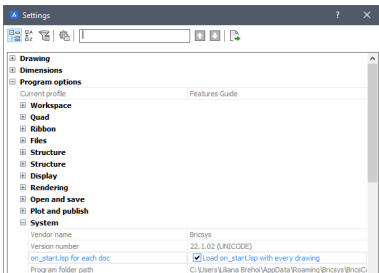 Settings
Drawing
Dimensions
Program options
Current profile Features Guide
Workspace
Quad
Ribbon
Files
Structure
Structure
Display
Rendering
Open and save
Plot and publish
System
Vendor name Bricsys
Version number 22.1.02 (UNICODE)
on_start.lsp for each doc Load on_start.lsp with every drawing
Program folder path C:\Users\Liliana Brehoi\AppData\Roaming\Bricsys\BricsC